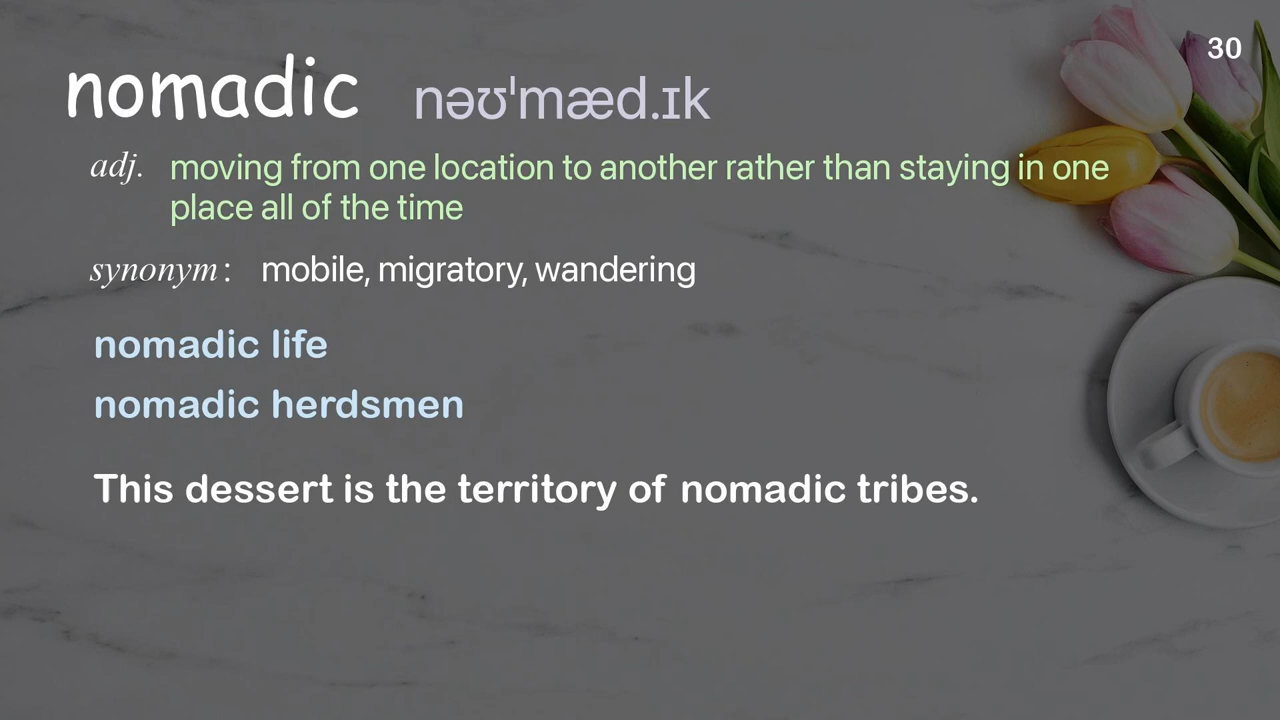 30
nomadic nəʊˈmæd.ɪk
adj. moving from one location to another rather than staying in one
place all of the time
synonym: mobile, migratory, wandering
nomadic life
nomadic herdsmen
This dessert is the territory of nomadic tribes.